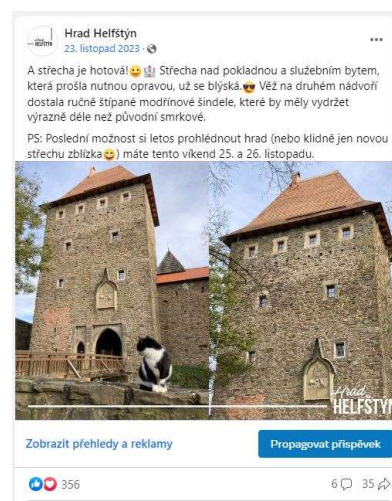 Hrad Helfštýn
23. listopad 2023 ·
A střecha je hotová!😀🏰 Střecha nad pokladnou a služebním bytem,
která prošla nutnou opravou, už se blýská.😎 Věž na druhém nádvoří
dostala ručně štípané modřínové šindele, které by měly vydržet
výrazně déle než původní smrkové.
PS: Poslední možnost si letos prohlédnout hrad (nebo klidně jen novou
střechu zblízka😄) máte tento víkend 25. a 26. listopadu.
Hrad
HELFŠTÝN
Zobrazit přehledy a reklamy
Propagovat příspěvek
356
6
35